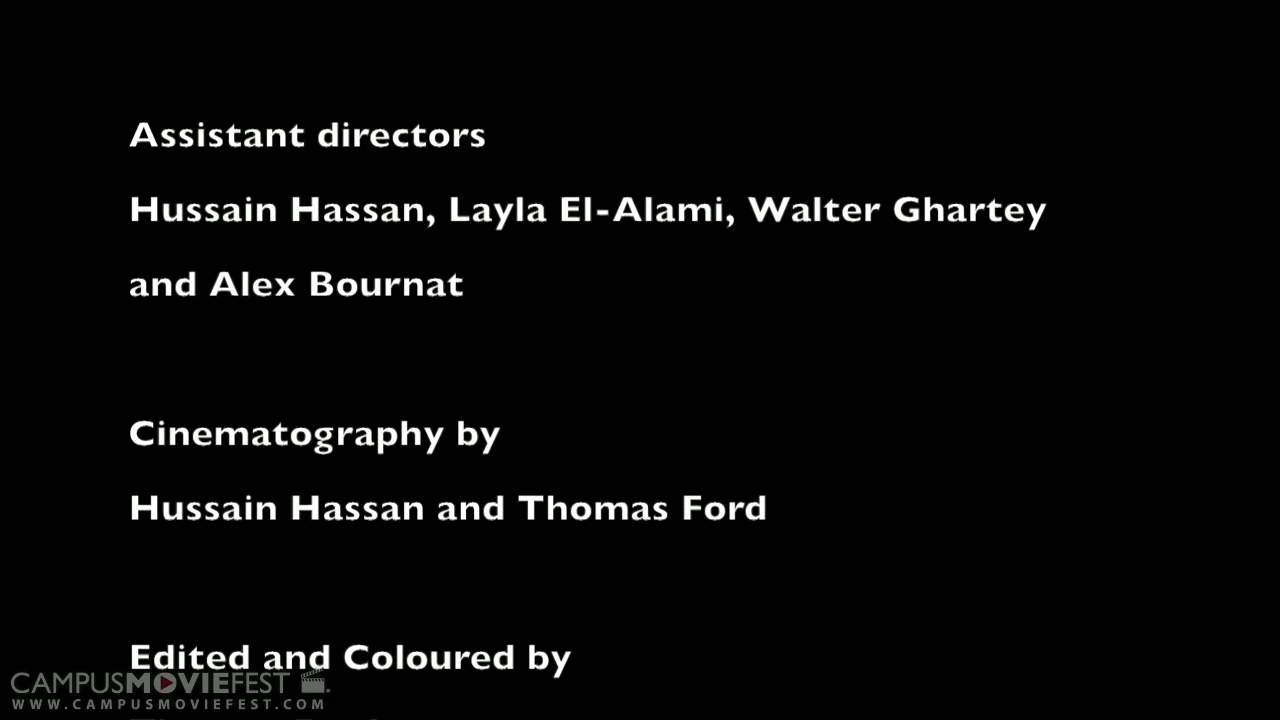 Assistant directors
Hussain Hassan, Layla El-Alami, Walter Ghartey
and Alex Bournat
Cinematography by
Hussain Hassan and Thomas Ford
Edited and Coloured by
CAMPUSMOVIEFEST
WWW.CAMPUSMOVIEFEST.COM